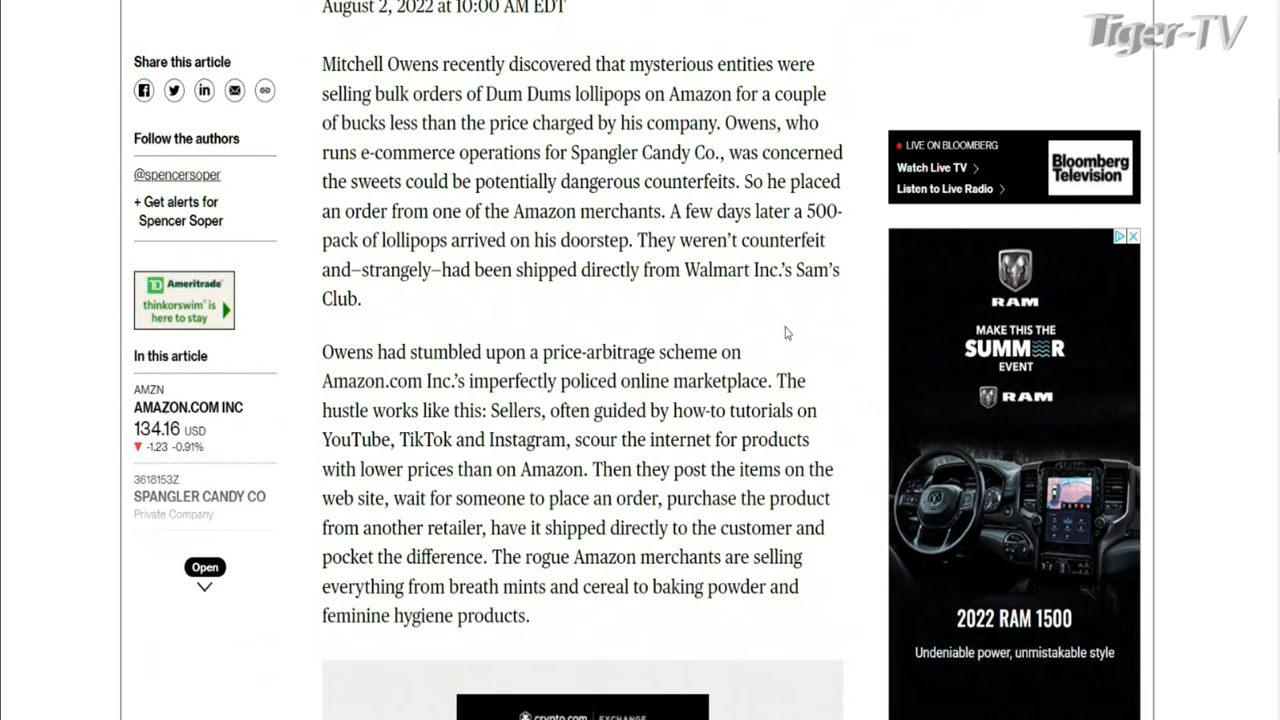 August 2, 2022 at 10:00 AM EDT
Tiger-TV
Share this article
Follow the authors
@spencersoper
+ Get alerts for
Spencer Soper
TD Ameritrade
thinkorswim is
here to stay
In this article
AMZN
AMAZON.COM INC
134.16 USD
▼ -1.23 -0.91%
3618153Z
SPANGLER CANDY CO
Private Company
Open
Mitchell Owens recently discovered that mysterious entities were
selling bulk orders of Dum Dums lollipops on Amazon for a couple
of bucks less than the price charged by his company. Owens, who
runs e-commerce operations for Spangler Candy Co., was concerned
the sweets could be potentially dangerous counterfeits. So he placed
an order from one of the Amazon merchants. A few days later a 500-
pack of lollipops arrived on his doorstep. They weren't counterfeit
and—strangely—had been shipped directly from Walmart Inc.'s Sam's
Club.
Owens had stumbled upon a price-arbitrage scheme on
Amazon.com Inc.'s imperfectly policed online marketplace. The
hustle works like this: Sellers, often guided by how-to tutorials on
YouTube, TikTok and Instagram, scour the internet for products
with lower prices than on Amazon. Then they post the items on the
web site, wait for someone to place an order, purchase the product
from another retailer, have it shipped directly to the customer and
pocket the difference. The rogue Amazon merchants are selling
everything from breath mints and cereal to baking powder and
feminine hygiene products.
crypto.com | EXCHANGE
LIVE ON BLOOMBERG
Watch Live TV >
Listen to Live Radio >
Bloomberg
Television
RAM
MAKE THIS THE
SUMMER
EVENT
RAM
2022 RAM 1500
Undeniable power, unmistakable style